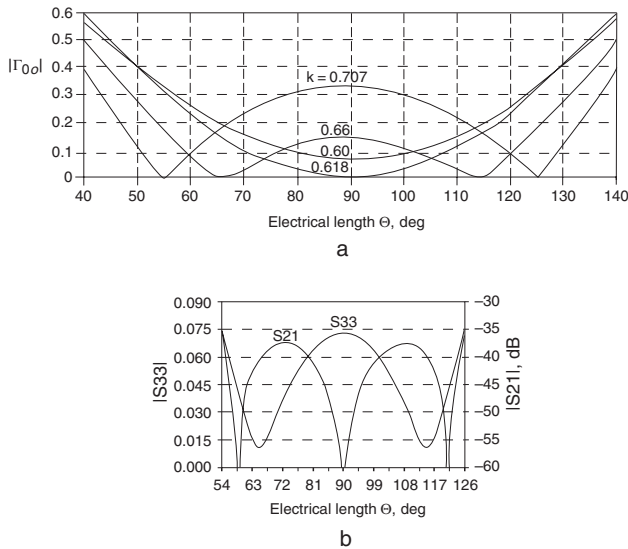 0.6
0.5
|Γ0o|
0.4
0.3
0.2
0.1
0
k = 0.707
0.66
0.60
0.618
40 50 60 70 80 90 100 110 120 130 140
Electrical length Θ, deg
a
0.090
0.075
0.060
0.045
0.030
0.015
0.000
|S33|
S21
S33
–30
–35
–40
–45
–50
–55
–60
|S21|, dB
54 63 72 81 90 99 108 117 126
Electrical length Θ, deg
b